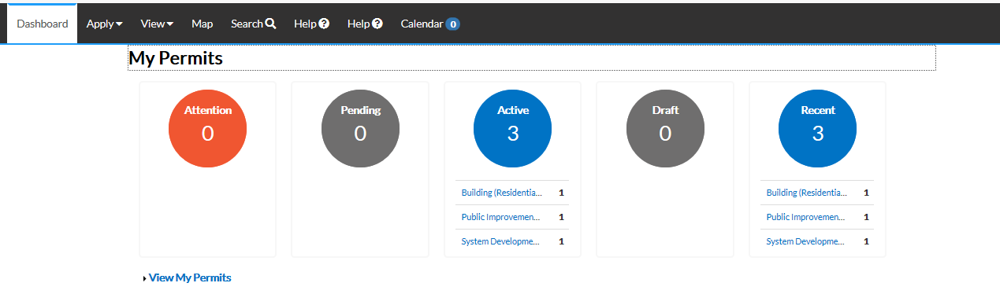 Dashboard Apply View Map Search Help Help Calendar 0
My Permits
Attention
0
Pending
0
Active
3
Building (Residentia... 1
Public Improvemen... 1
System Developme... 1
Draft
0
Recent
3
Building (Residentia... 1
Public Improvemen... 1
System Developme... 1
View My Permits